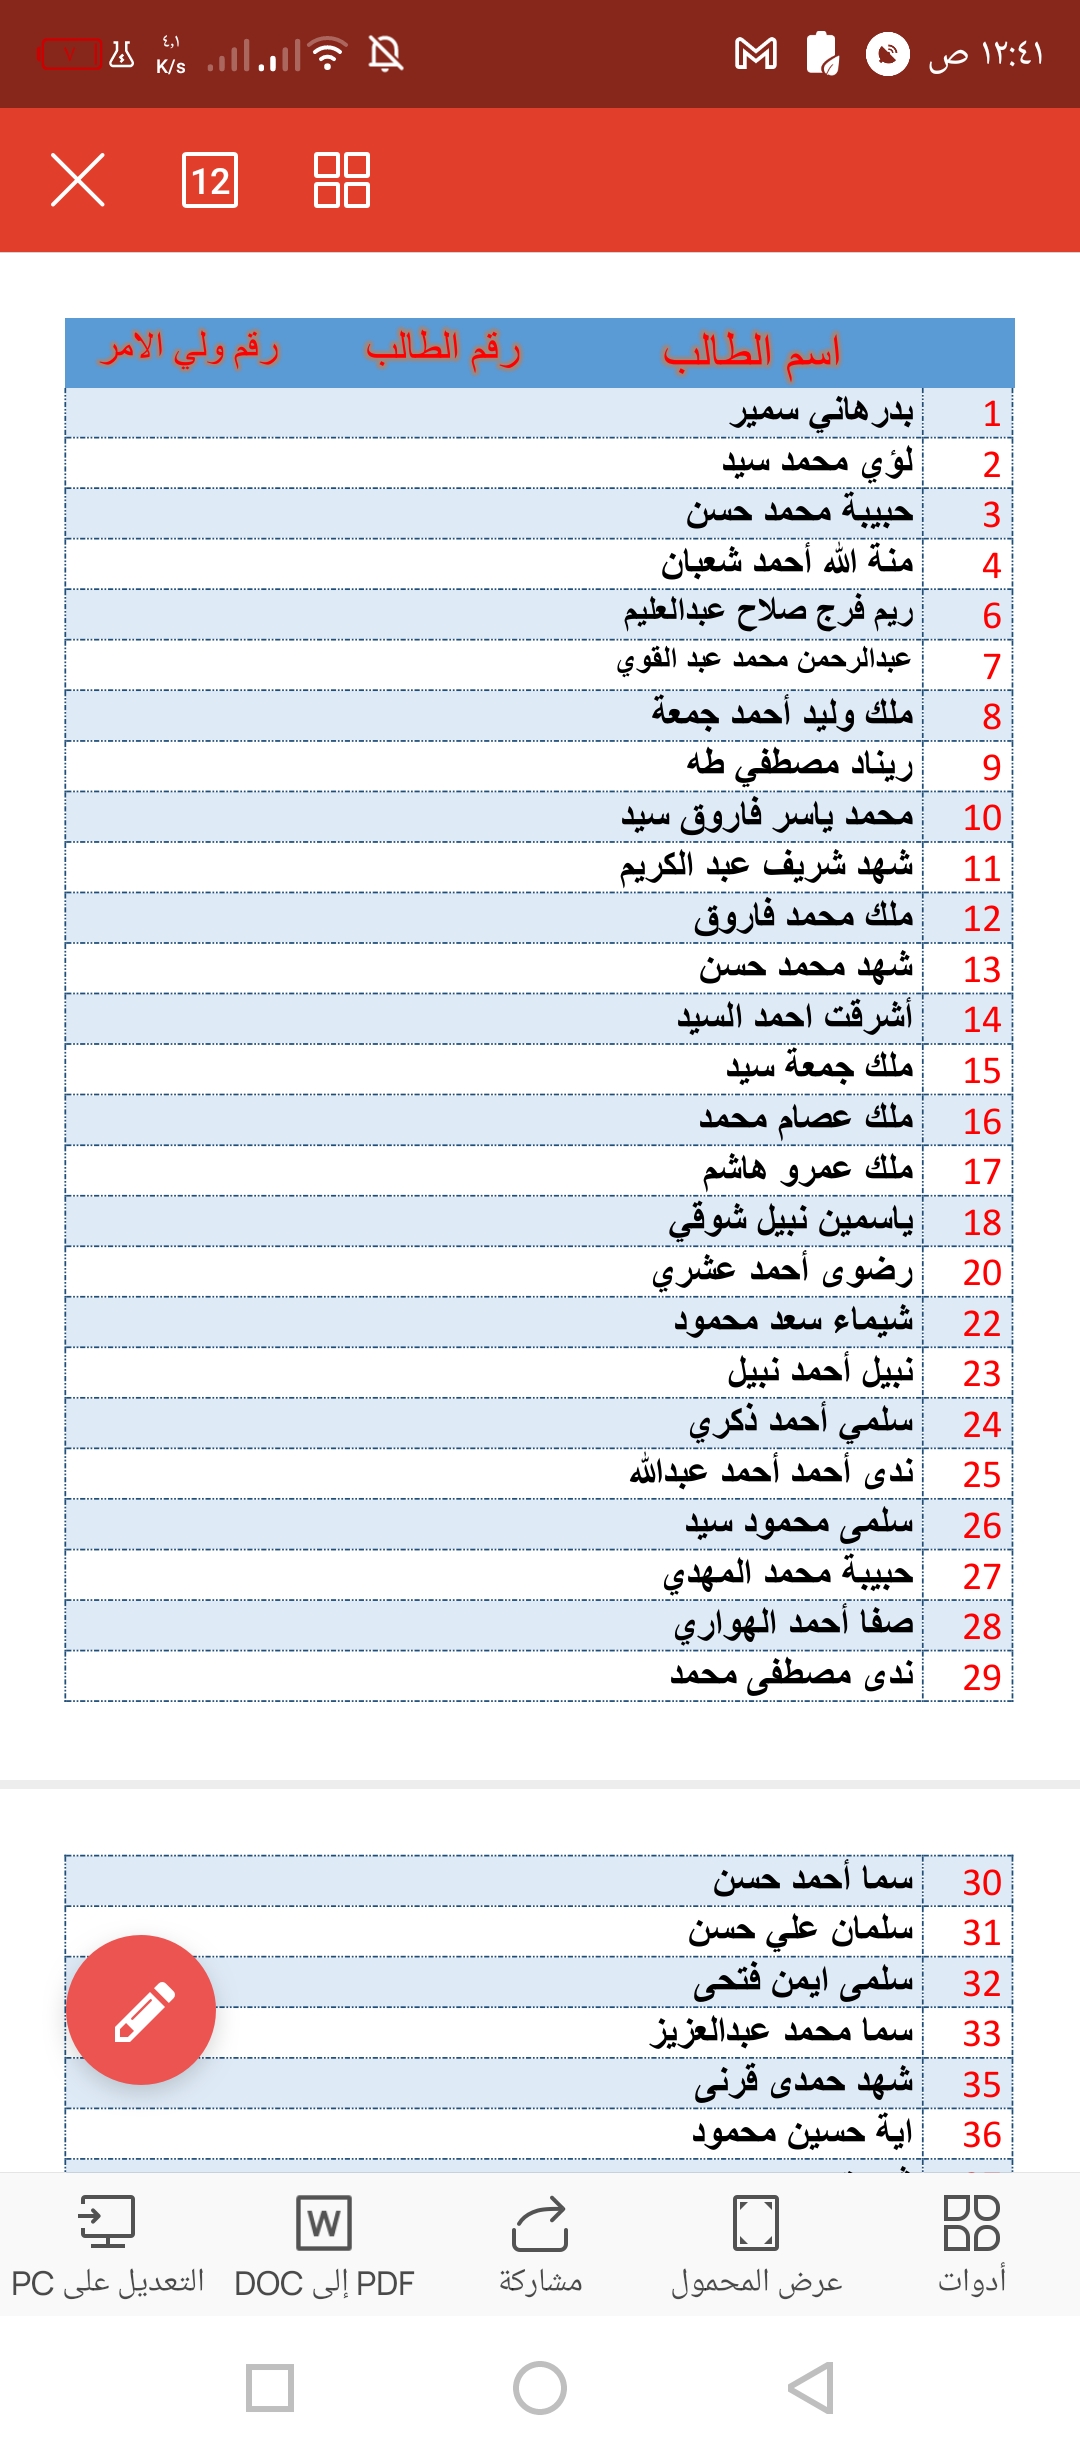 ١٢:٤١ ص
٤,١
K/s
٧
12
اسم الطالب رقم الطالب رقم ولي الامر
1 بدر هاني سمير
2 لؤي محمد سيد
3 حبيبة محمد حسن
4 منة الله أحمد شعبان
6 ريم فرج صلاح عبدالعليم
7 عبدالرحمن محمد عبد القوي
8 ملك وليد أحمد جمعة
9 ريناد مصطفي طه
10 محمد ياسر فاروق سيد
11 شهد شريف عبد الكريم
12 ملك محمد فاروق
13 شهد محمد حسن
14 أشرقت احمد السيد
15 ملك جمعة سيد
16 ملك عصام محمد
17 ملك عمرو هاشم
18 ياسمين نبيل شوقي
20 رضوى أحمد عشري
22 شيماء سعد محمود
23 نبيل أحمد نبيل
24 سلمي أحمد ذكري
25 ندى أحمد أحمد عبدالله
26 سلمى محمود سيد
27 حبيبة محمد المهدي
28 صفا أحمد الهواري
29 ندى مصطفى محمد
30 سما أحمد حسن
31 سلمان علي حسن
32 سلمى ايمن فتحى
33 سما محمد عبدالعزيز
35 شهد حمدى قرنى
36 اية حسين محمود
أدوات
عرض المحمول
مشاركة
PDF إلى DOC
التعديل على PC